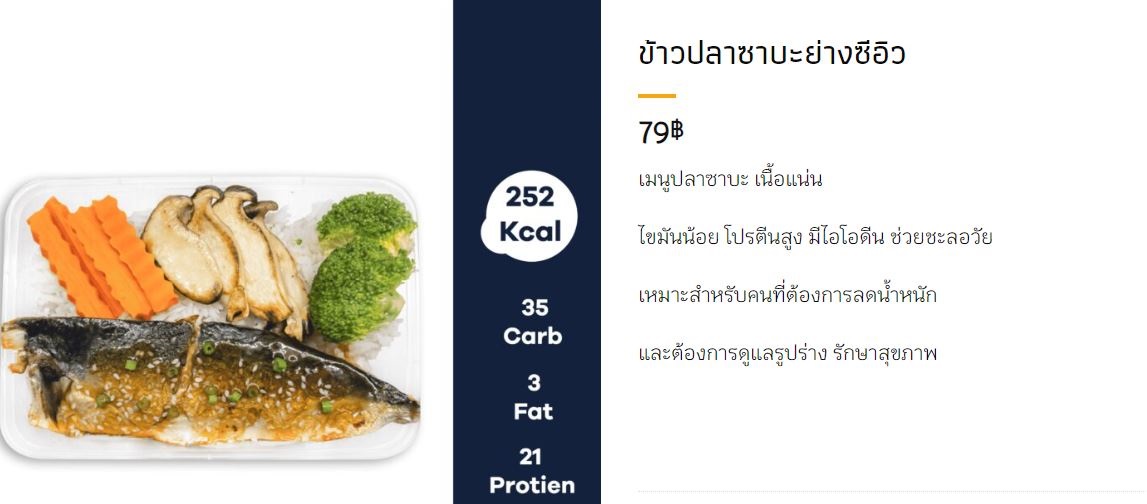 252
Kcal
35
Carb
3
Fat
21
Protien
ข้าวปลาซาบะย่างซีอิว
79฿
เมนูปลาซาบะ เนื้อแน่น
ไขมันน้อย โปรตีนสูง มีไอโอดีน ช่วยชะลอวัย
เหมาะสำหรับคนที่ต้องการลดน้ำหนัก
และต้องการดูแลรูปร่าง รักษาสุขภาพ